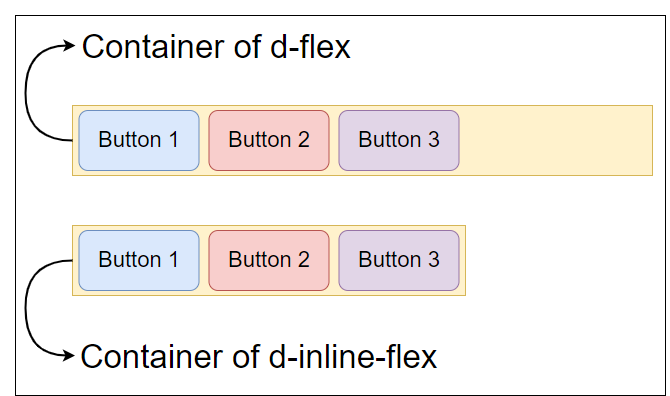 Container of d-flex
Button 1 Button 2 Button 3
Button 1 Button 2 Button 3
Container of d-inline-flex